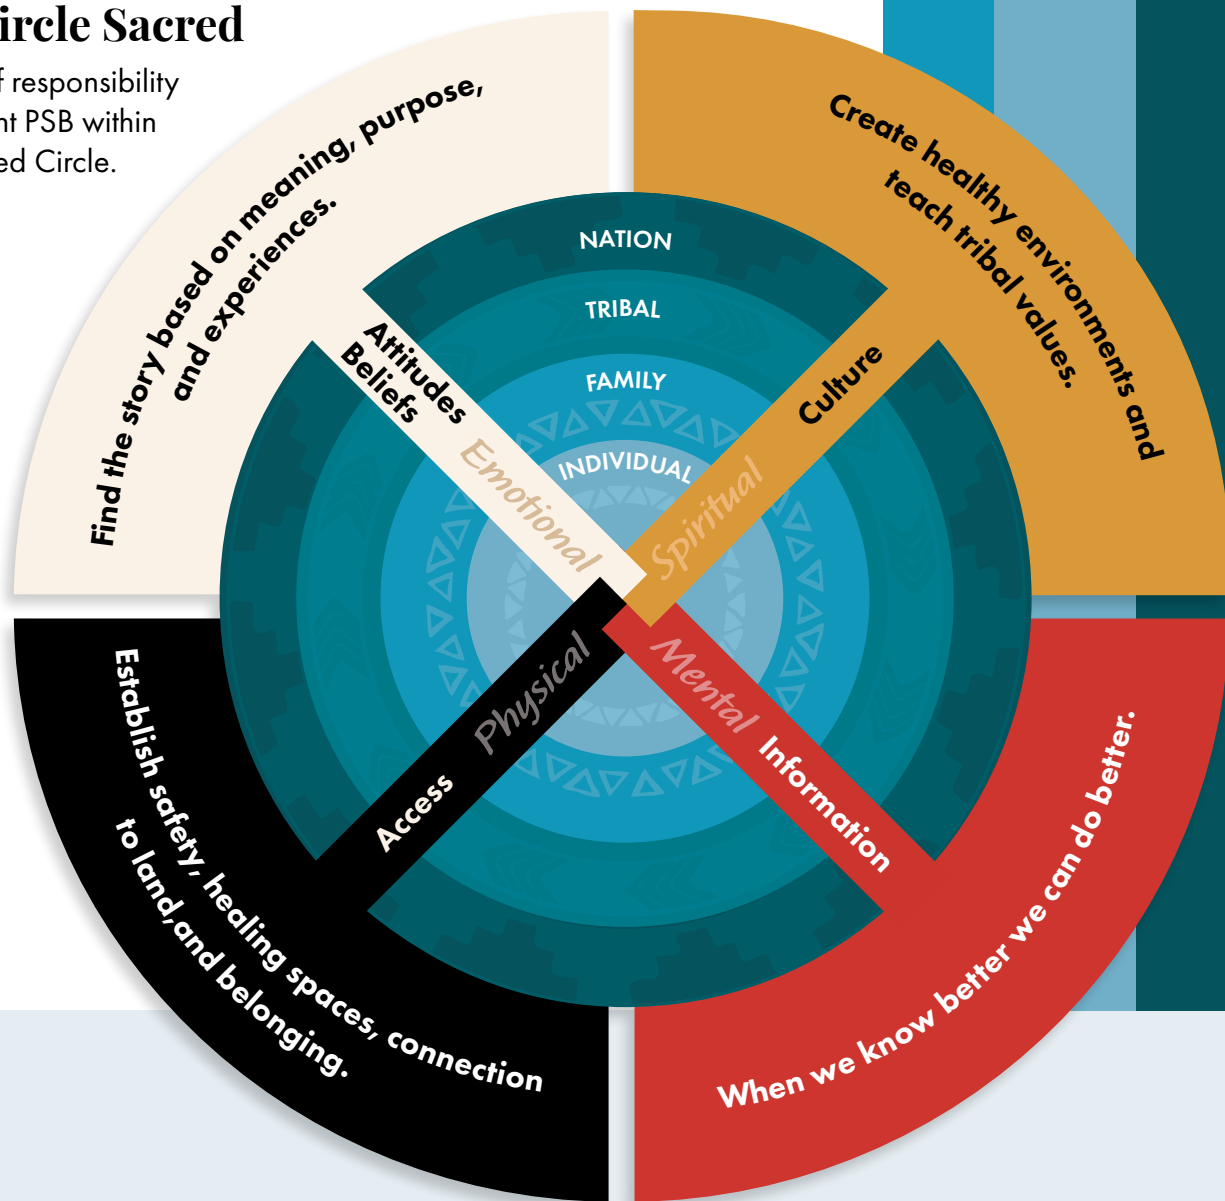 ircle Sacred
f responsibility
nt PSB within
ed Circle.
Find the story based on meaning, purpose,
and experiences.
Create healthy environments and
teach tribal values.
NATION
TRIBAL
FAMILY
INDIVIDUAL
Attitudes
Beliefs
Emotional
Culture
Spiritual
Physical
Access
Mental
Information
Establish safety, healing spaces, connection
to land,and belonging.
When we know better we can do better.